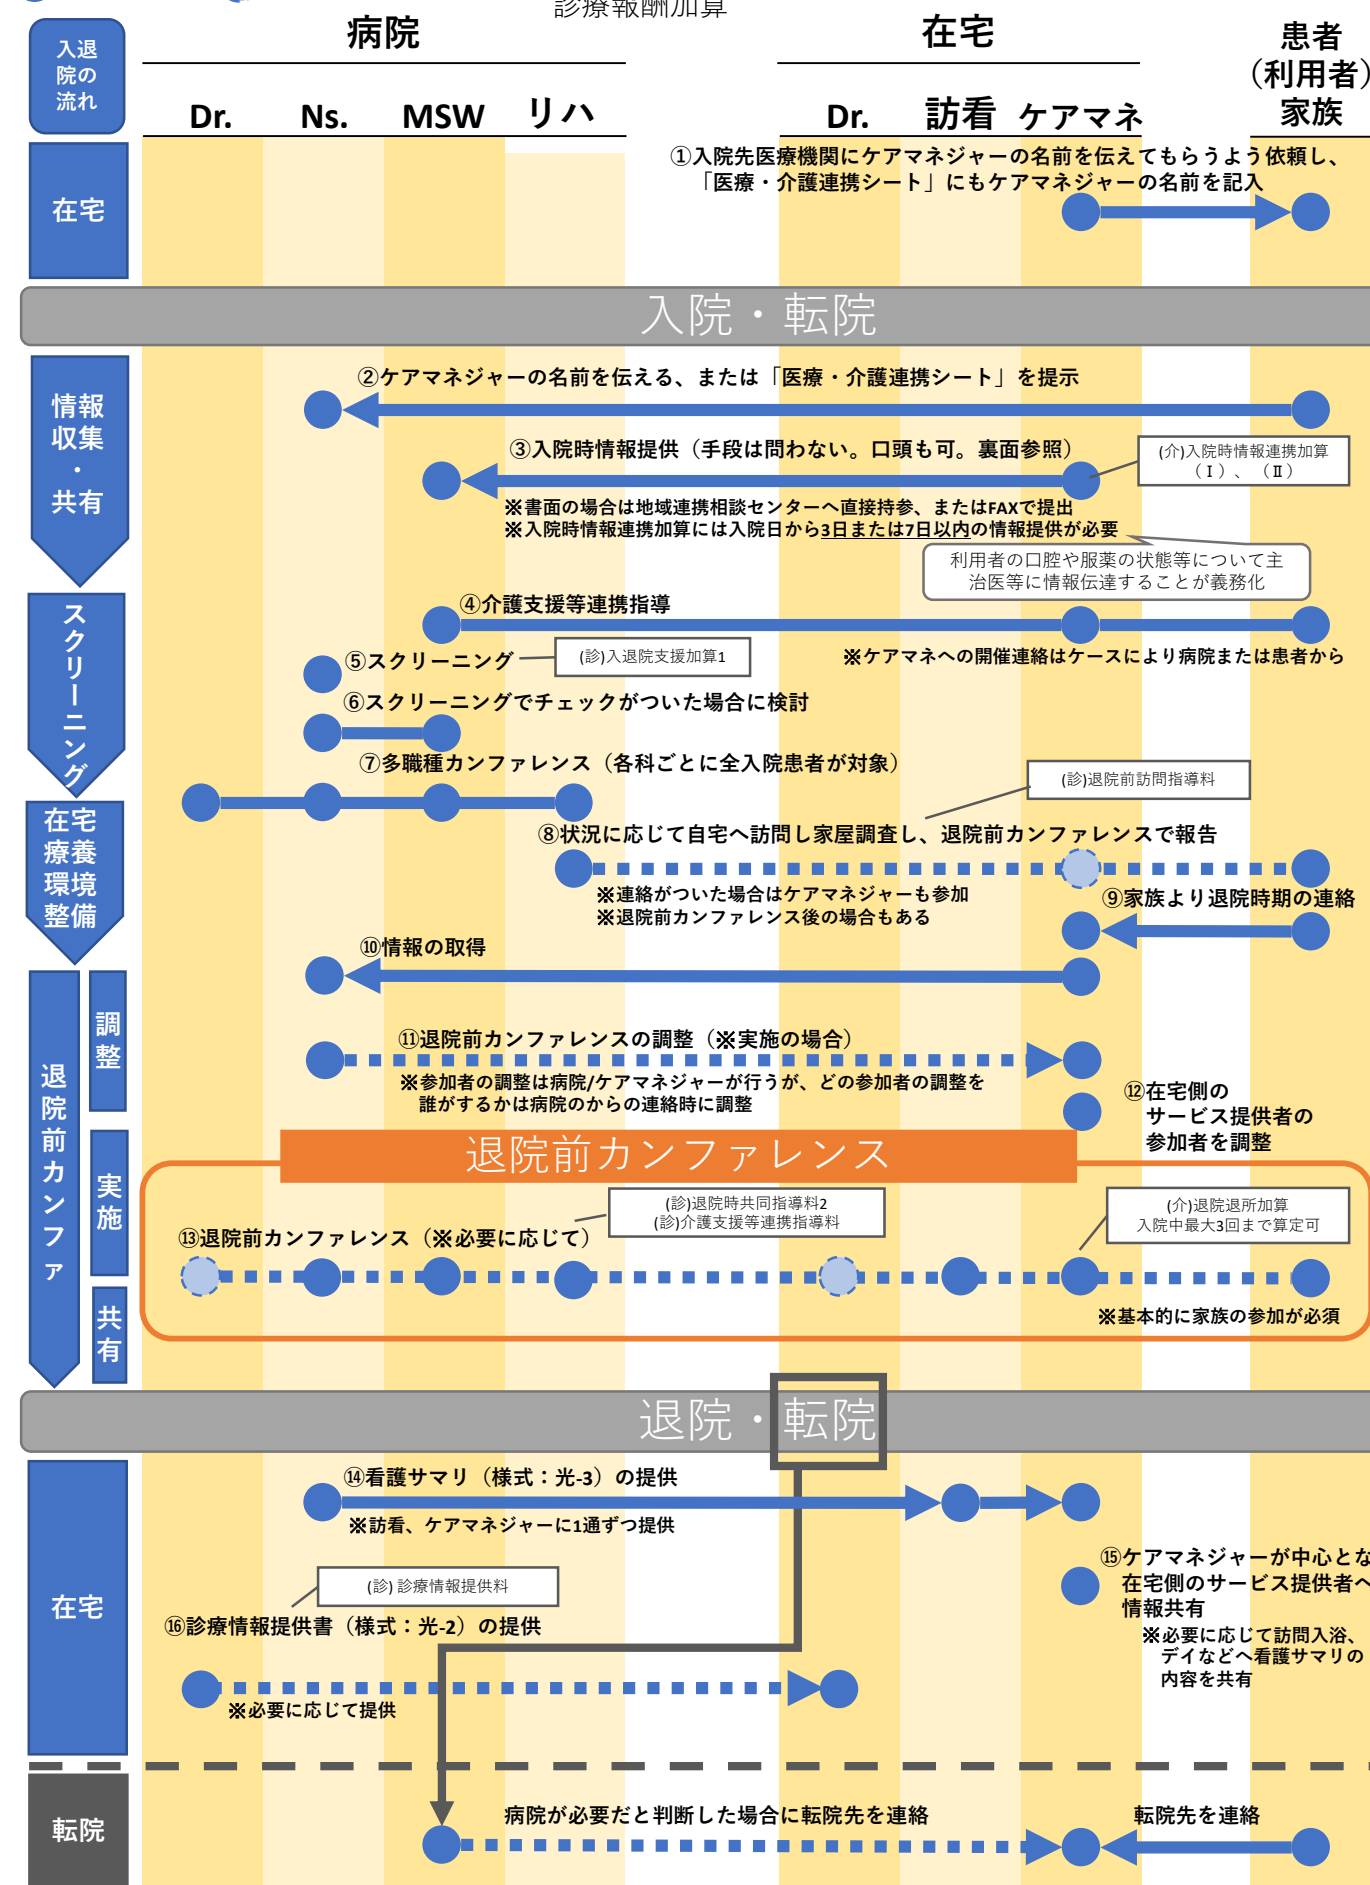 診療報酬加算
入退
院の
流れ
病院
在宅
患者
（利用者）
家族
Dr.
Ns.
MSW
リハ
Dr.
訪看
ケアマネ
在宅
①入院先医療機関にケアマネジャーの名前を伝えてもらうよう依頼し、
「医療・介護連携シート」にもケアマネジャーの名前を記入
入院・転院
情報
収集
・
共有
②ケアマネジャーの名前を伝える、または「医療・介護連携シート」を提示
③入院時情報提供（手段は問わない。口頭も可。裏面参照）
(介)入院時情報連携加算
（Ⅰ）、（Ⅱ）
※書面の場合は地域連携相談センターへ直接持参、またはFAXで提出
※入院時情報連携加算には入院日から3日または7日以内の情報提供が必要
利用者の口腔や服薬の状態等について主
治医等に情報伝達することが義務化
スクリーニング
④介護支援等連携指導
※ケアマネへの開催連絡はケースにより病院または患者から
⑤スクリーニング
(診)入退院支援加算1
⑥スクリーニングでチェックがついた場合に検討
⑦多職種カンファレンス（各科ごとに全入院患者が対象）
在宅
療養
環境
整備
(診)退院前訪問指導料
⑧状況に応じて自宅へ訪問し家屋調査し、退院前カンファレンスで報告
※連絡がついた場合はケアマネジャーも参加
※退院前カンファレンス後の場合もある
⑨家族より退院時期の連絡
⑩情報の取得
退院前カンファ
調整
⑪退院前カンファレンスの調整（※実施の場合）
※参加者の調整は病院/ケアマネジャーが行うが、どの参加者の調整を
誰がするかは病院のからの連絡時に調整
⑫在宅側の
サービス提供者の
参加者を調整
退院前カンファレンス
実施
(診)退院時共同指導料2
(診)介護支援等連携指導料
(介)退院退所加算
入院中最大3回まで算定可
⑬退院前カンファレンス（※必要に応じて）
※基本的に家族の参加が必須
共有
退院・転院
在宅
⑭看護サマリ（様式：光-3）の提供
※訪看、ケアマネジャーに1通ずつ提供
⑮ケアマネジャーが中心とな
在宅側のサービス提供者へ
情報共有
※必要に応じて訪問入浴、
デイなどへ看護サマリの
内容を共有
(診) 診療情報提供料
⑯診療情報提供書（様式：光-2）の提供
※必要に応じて提供
転院
病院が必要だと判断した場合に転院先を連絡
転院先を連絡